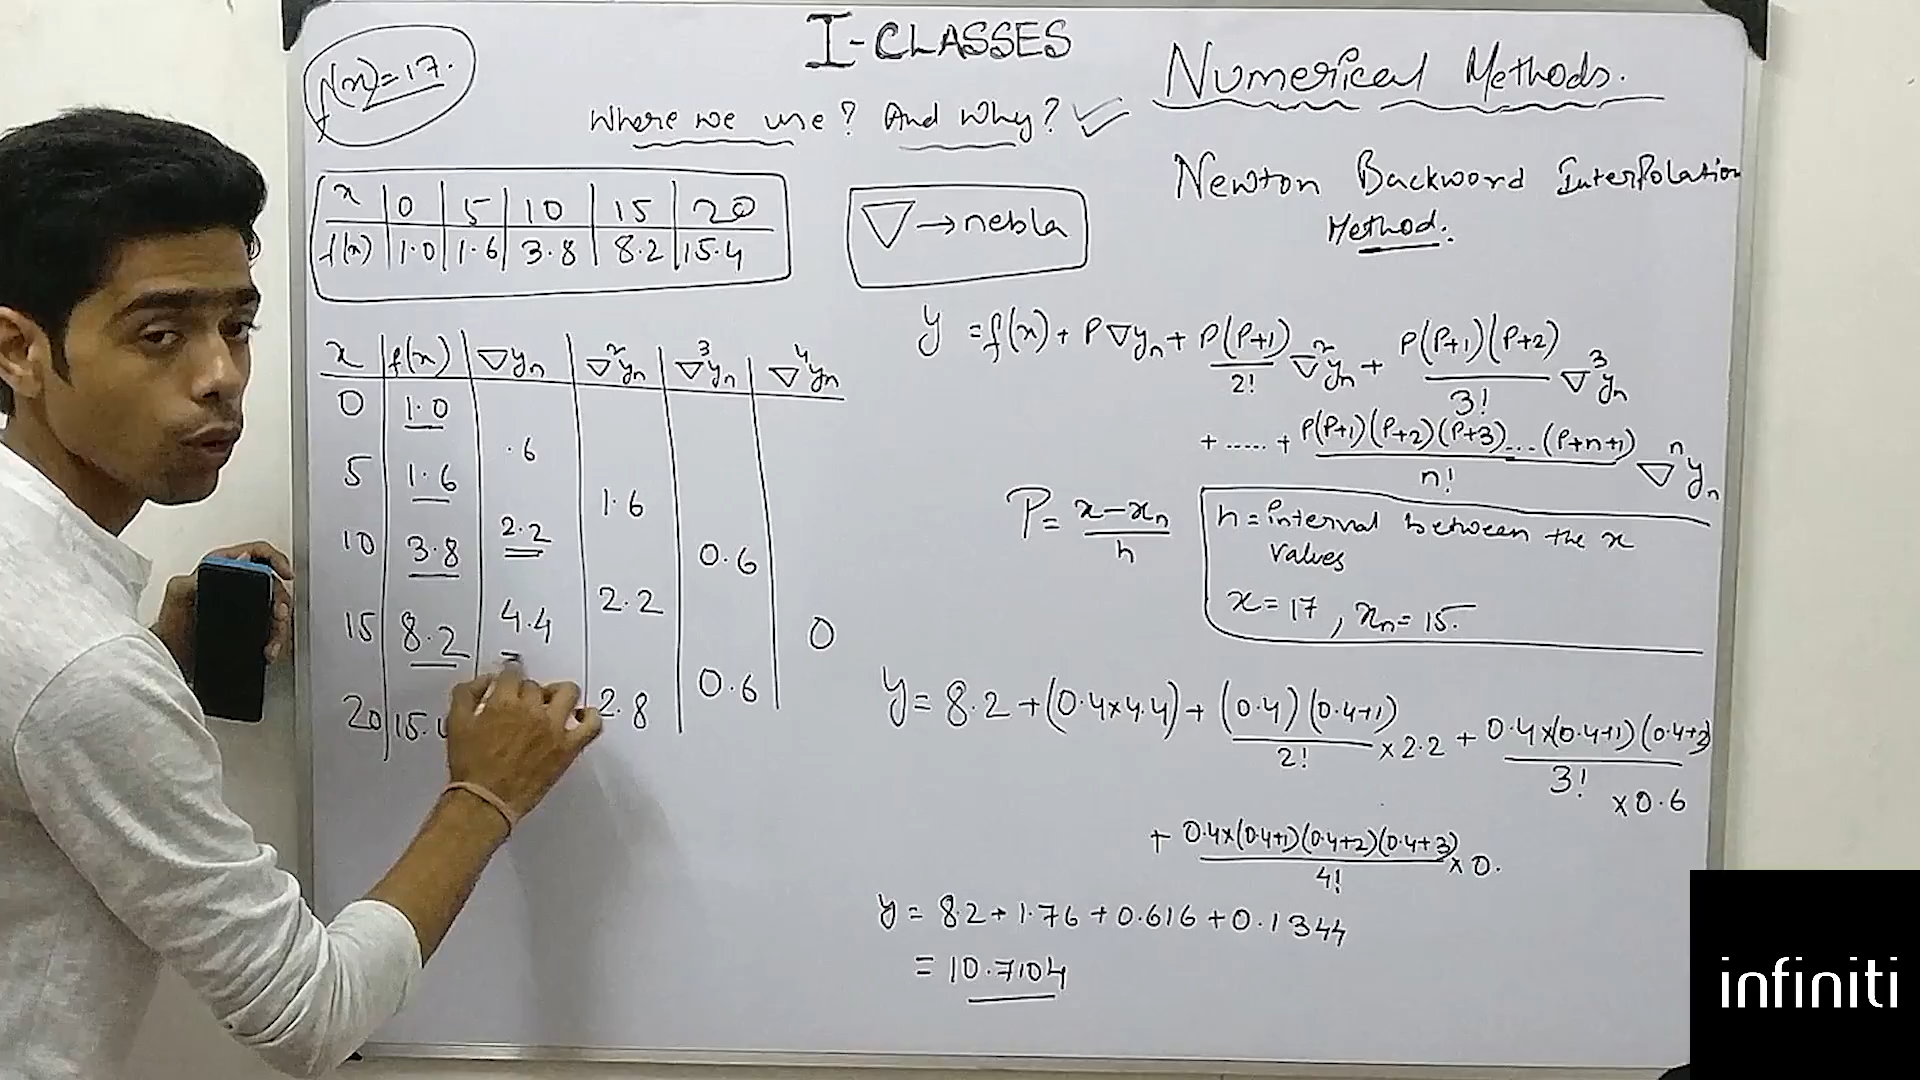 I-CLASSES
f(x)=17.
Numerical Methods.
Where we use? And Why?
Newton Backword Interpolation
Method.
x 0 5 10 15 20
f(x) 1.0 1.6 3.8 8.2 15.4
▽→nebla
y = f(x) + P▽yn + P(P+1)/2! ▽²yn + P(P+1)(P+2)/3! ▽³yn
+ ..... + P(P+1)(P+2)(P+3)...(P+n+1)/n! ▽ⁿyn
P = x-xn/h
h = interval between the x
values
x = 17, xn = 15.
x f(x) ▽yn ▽²yn ▽³yn ▽⁴yn
0 1.0
.6
5 1.6
1.6
10 3.8 2.2
0.6
2.2
15 8.2 4.4
0
0.6
20 15.4 2.8
y = 8.2 + (0.4×4.4) + (0.4)(0.4+1)/2! ×2.2 + 0.4×(0.4+1)(0.4+2)/3! ×0.6
+ 0.4×(0.4+1)(0.4+2)(0.4+3)/4! ×0.
y = 8.2 + 1.76 + 0.616 + 0.1344
= 10.7104
infiniti